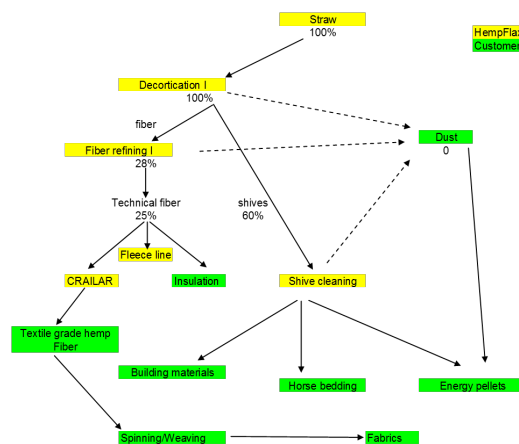 Straw
100%
HempFlax
Customer
Decortication I
100%
fiber
Dust
0
Fiber refining I
28%
Technical fiber
25%
shives
60%
Fleece line
CRAILAR
Insulation
Shive cleaning
Textile grade hemp
Fiber
Building materials
Horse bedding
Energy pellets
Spinning/Weaving
Fabrics